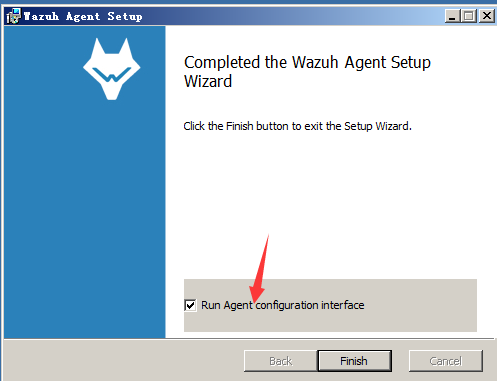 Wazuh Agent Setup
Completed the Wazuh Agent Setup
Wizard
Click the Finish button to exit the Setup Wizard.
Run Agent configuration interface
Back
Finish
Cancel